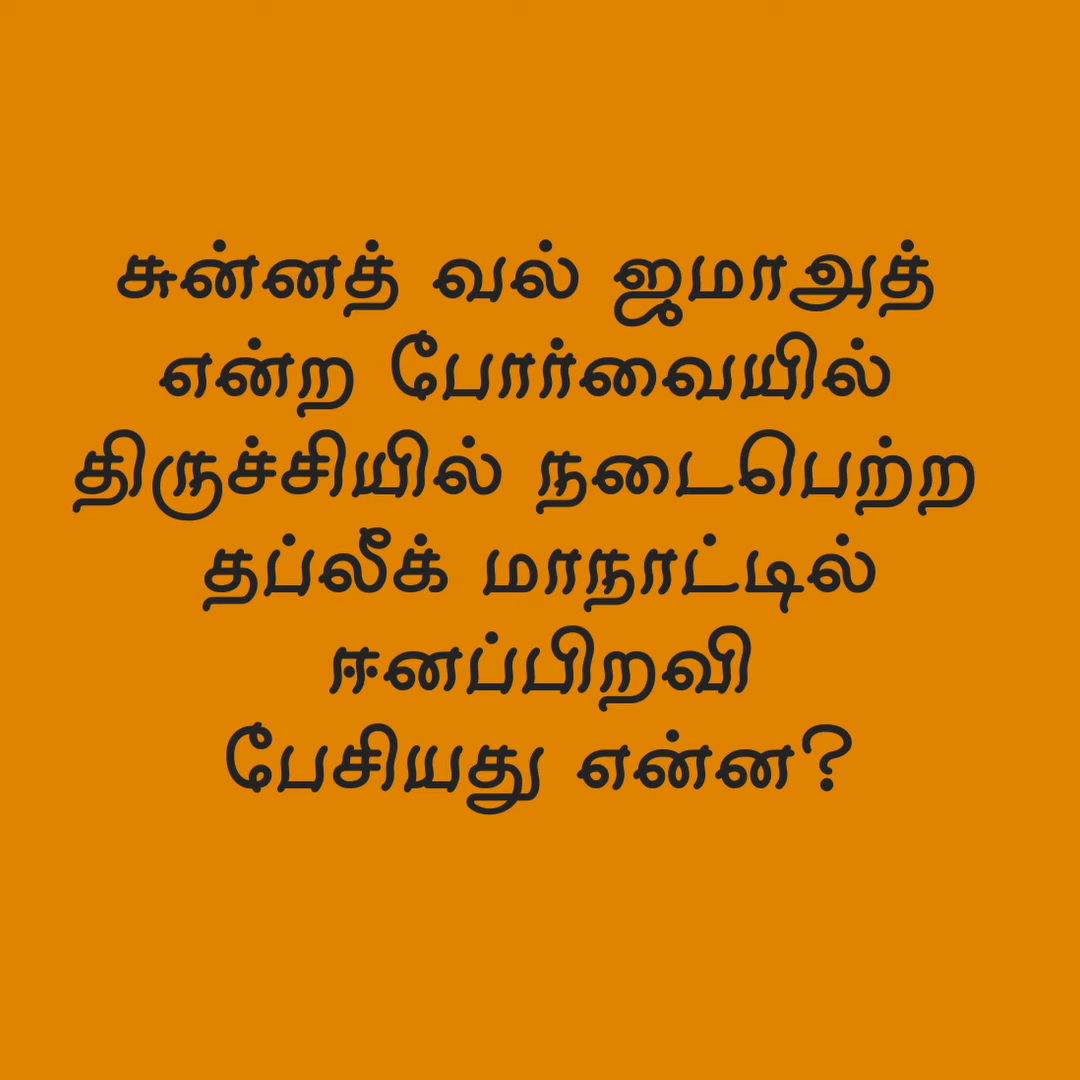 சுன்னத் வல் ஜமாஅத்
என்ற போர்வையில்
திருச்சியில் நடைபெற்ற
தப்லீக் மாநாட்டில்
ஈனப்பிறவி
பேசியது என்ன?